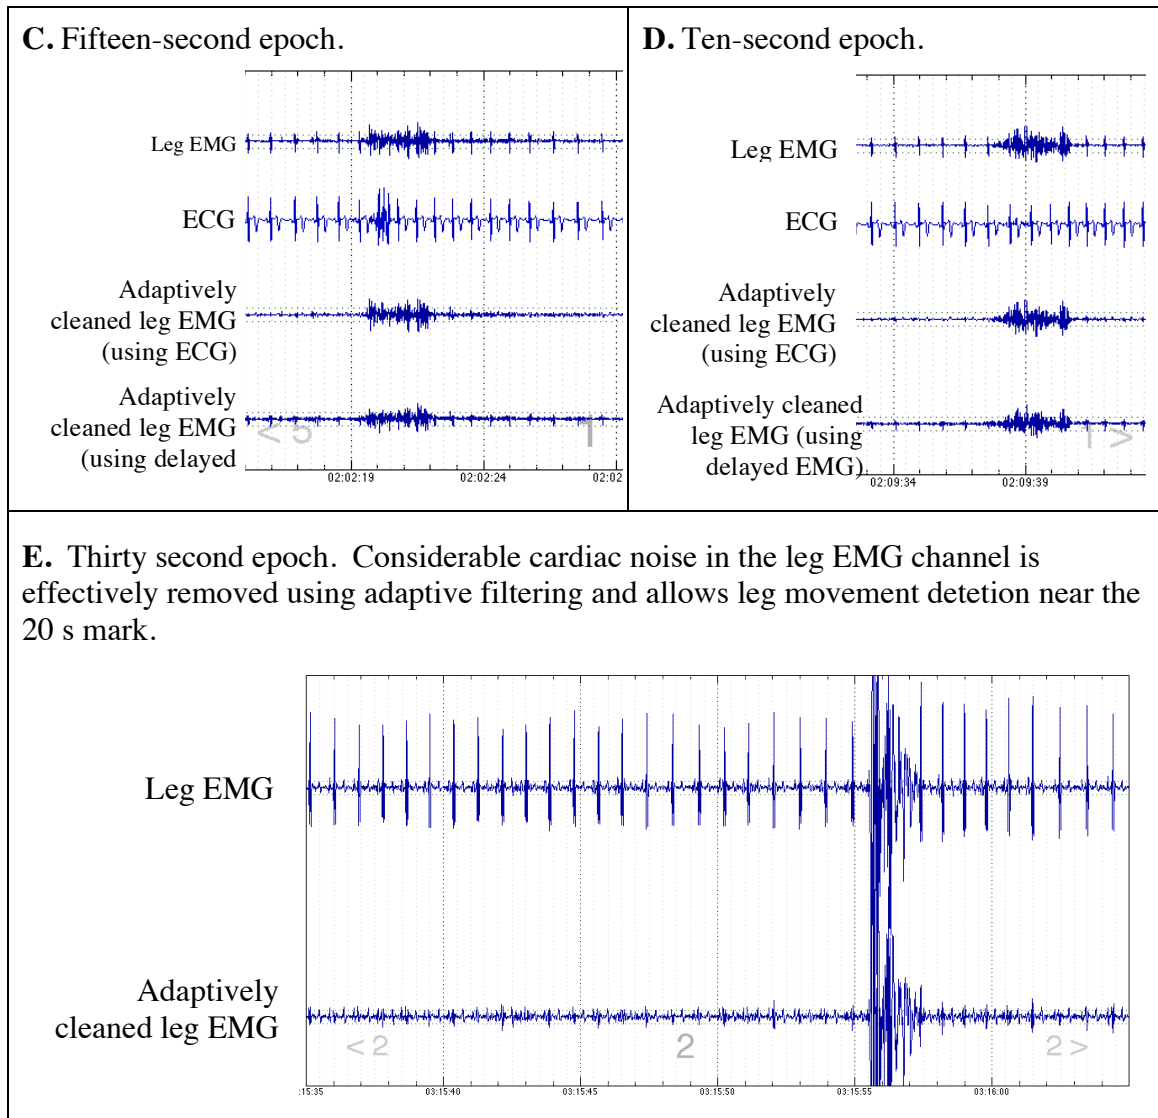 C. Fifteen-second epoch.
Leg EMG
ECG
Adaptively
cleaned leg EMG
(using ECG)
Adaptively
cleaned leg EMG
(using delayed
< 5
1
02:02:19
02:02:24
02:02
D. Ten-second epoch.
Leg EMG
ECG
Adaptively
cleaned leg EMG
(using ECG)
Adaptively cleaned
leg EMG (using
delayed EMG)
1 >
02:09:34
02:09:39
E. Thirty second epoch. Considerable cardiac noise in the leg EMG channel is
effectively removed using adaptive filtering and allows leg movement detetion near the
20 s mark.
Leg EMG
Adaptively
cleaned leg EMG
< 2
2
2 >
:15:35
03:15:40
03:15:45
03:15:50
03:15:55
03:16:00